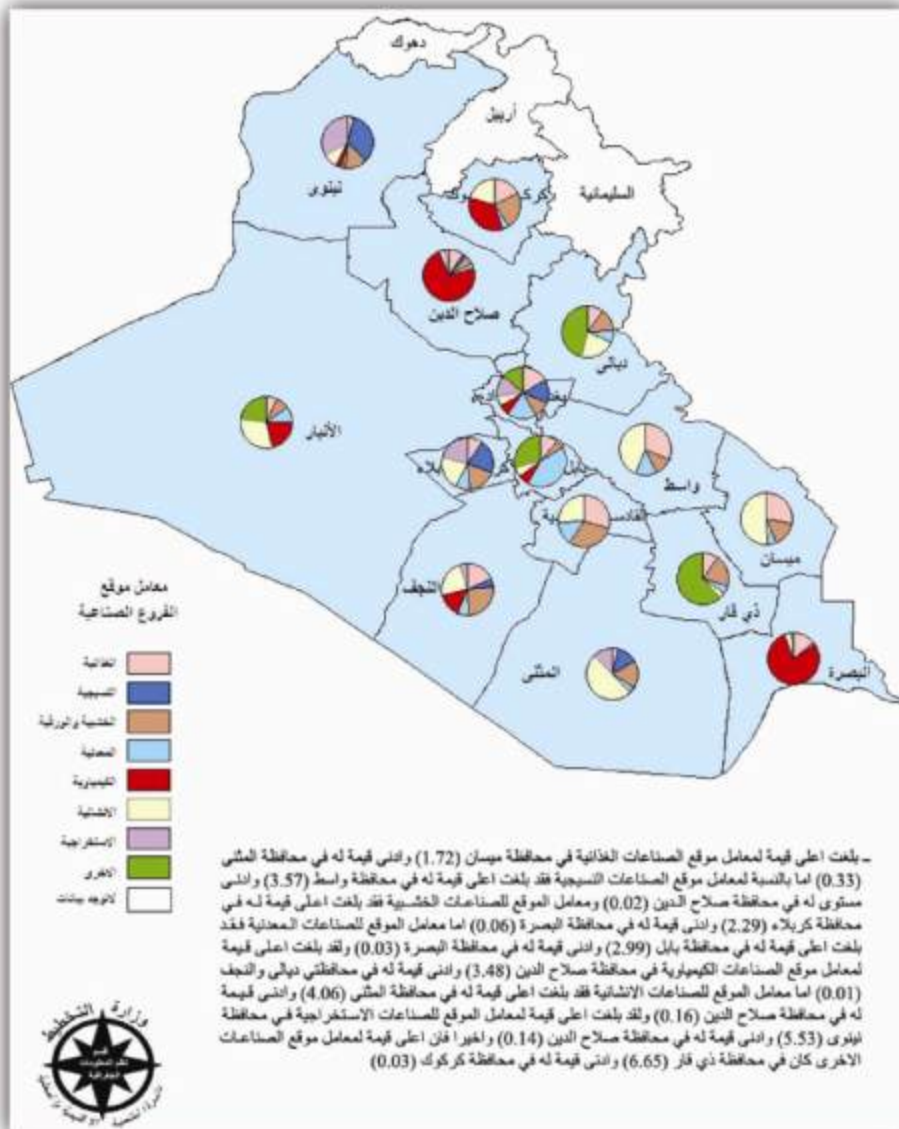 دهوك
أربيل
السليمانية
نينوى
كركوك
صلاح الدين
ديالى
بغداد
الأنبار
كربلاء
بابل
واسط
القادسية
ميسان
النجف
ذي قار
المثنى
البصرة
معامل موقع
الفروع الصناعية
الغذائية
النسيجية
الخشبية والورقية
المعدنية
الكيمياوية
الانشائية
الاستخراجية
الاخرى
لاتوجد بيانات
ـ بلغت اعلى قيمة لمعامل موقع الصناعات الغذائية في محافظة ميسان (1.72) وادنى قيمة له في محافظة المثنى
(0.33) اما بالنسبة لمعامل موقع الصناعات النسيجية فقد بلغت اعلى قيمة له في محافظة واسط (3.57) وادنى
مستوى له في محافظة صلاح الدين (0.02) ومعامل الموقع للصناعات الخشبية فقد بلغت اعلى قيمة له في
محافظة كربلاء (2.29) وادنى قيمة له في محافظة البصرة (0.06) اما معامل الموقع للصناعات المعدنية فقد
بلغت اعلى قيمة له في محافظة بابل (2.99) وادنى قيمة له في محافظة البصرة (0.03) ولقد بلغت اعلى قيمة
لمعامل موقع الصناعات الكيمياوية في محافظة صلاح الدين (3.48) وادنى قيمة له في محافظتي ديالى والنجف
(0.01) اما معامل الموقع للصناعات الانشائية فقد بلغت اعلى قيمة له في محافظة المثنى (4.06) وادنى قيمة
له في محافظة صلاح الدين (0.16) ولقد بلغت اعلى قيمة لمعامل الموقع للصناعات الاستخراجية في محافظة
نينوى (5.53) وادنى قيمة له في محافظة صلاح الدين (0.14) واخيرا فان اعلى قيمة لمعامل موقع الصناعات
الاخرى كان في محافظة ذي قار (6.65) وادنى قيمة له في محافظة كركوك (0.03)
وزارة التخطيط